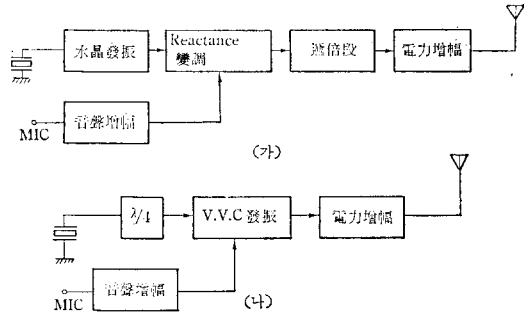 水晶發振
Reactance
變調
遞倍段
電力增幅
音聲增幅
MIC
(가)
λ/4
V.V.C 發振
電力增幅
音聲增幅
MIC
(나)